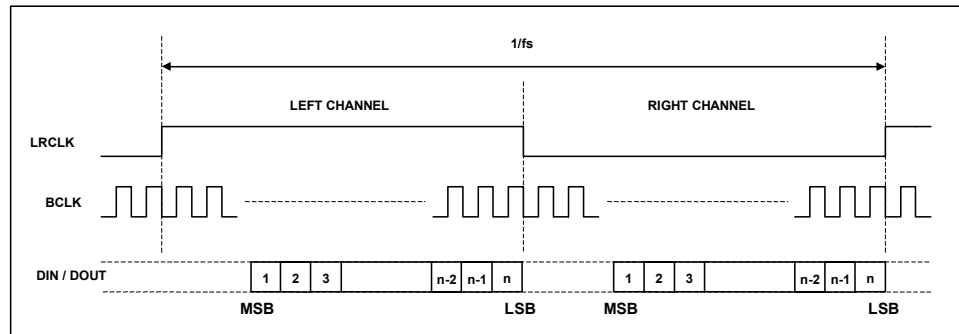 1/fs
LEFT CHANNEL RIGHT CHANNEL
LRCLK
BCLK
DIN / DOUT 1 2 3 n-2 n-1 n 1 2 3 n-2 n-1 n
MSB LSB MSB LSB